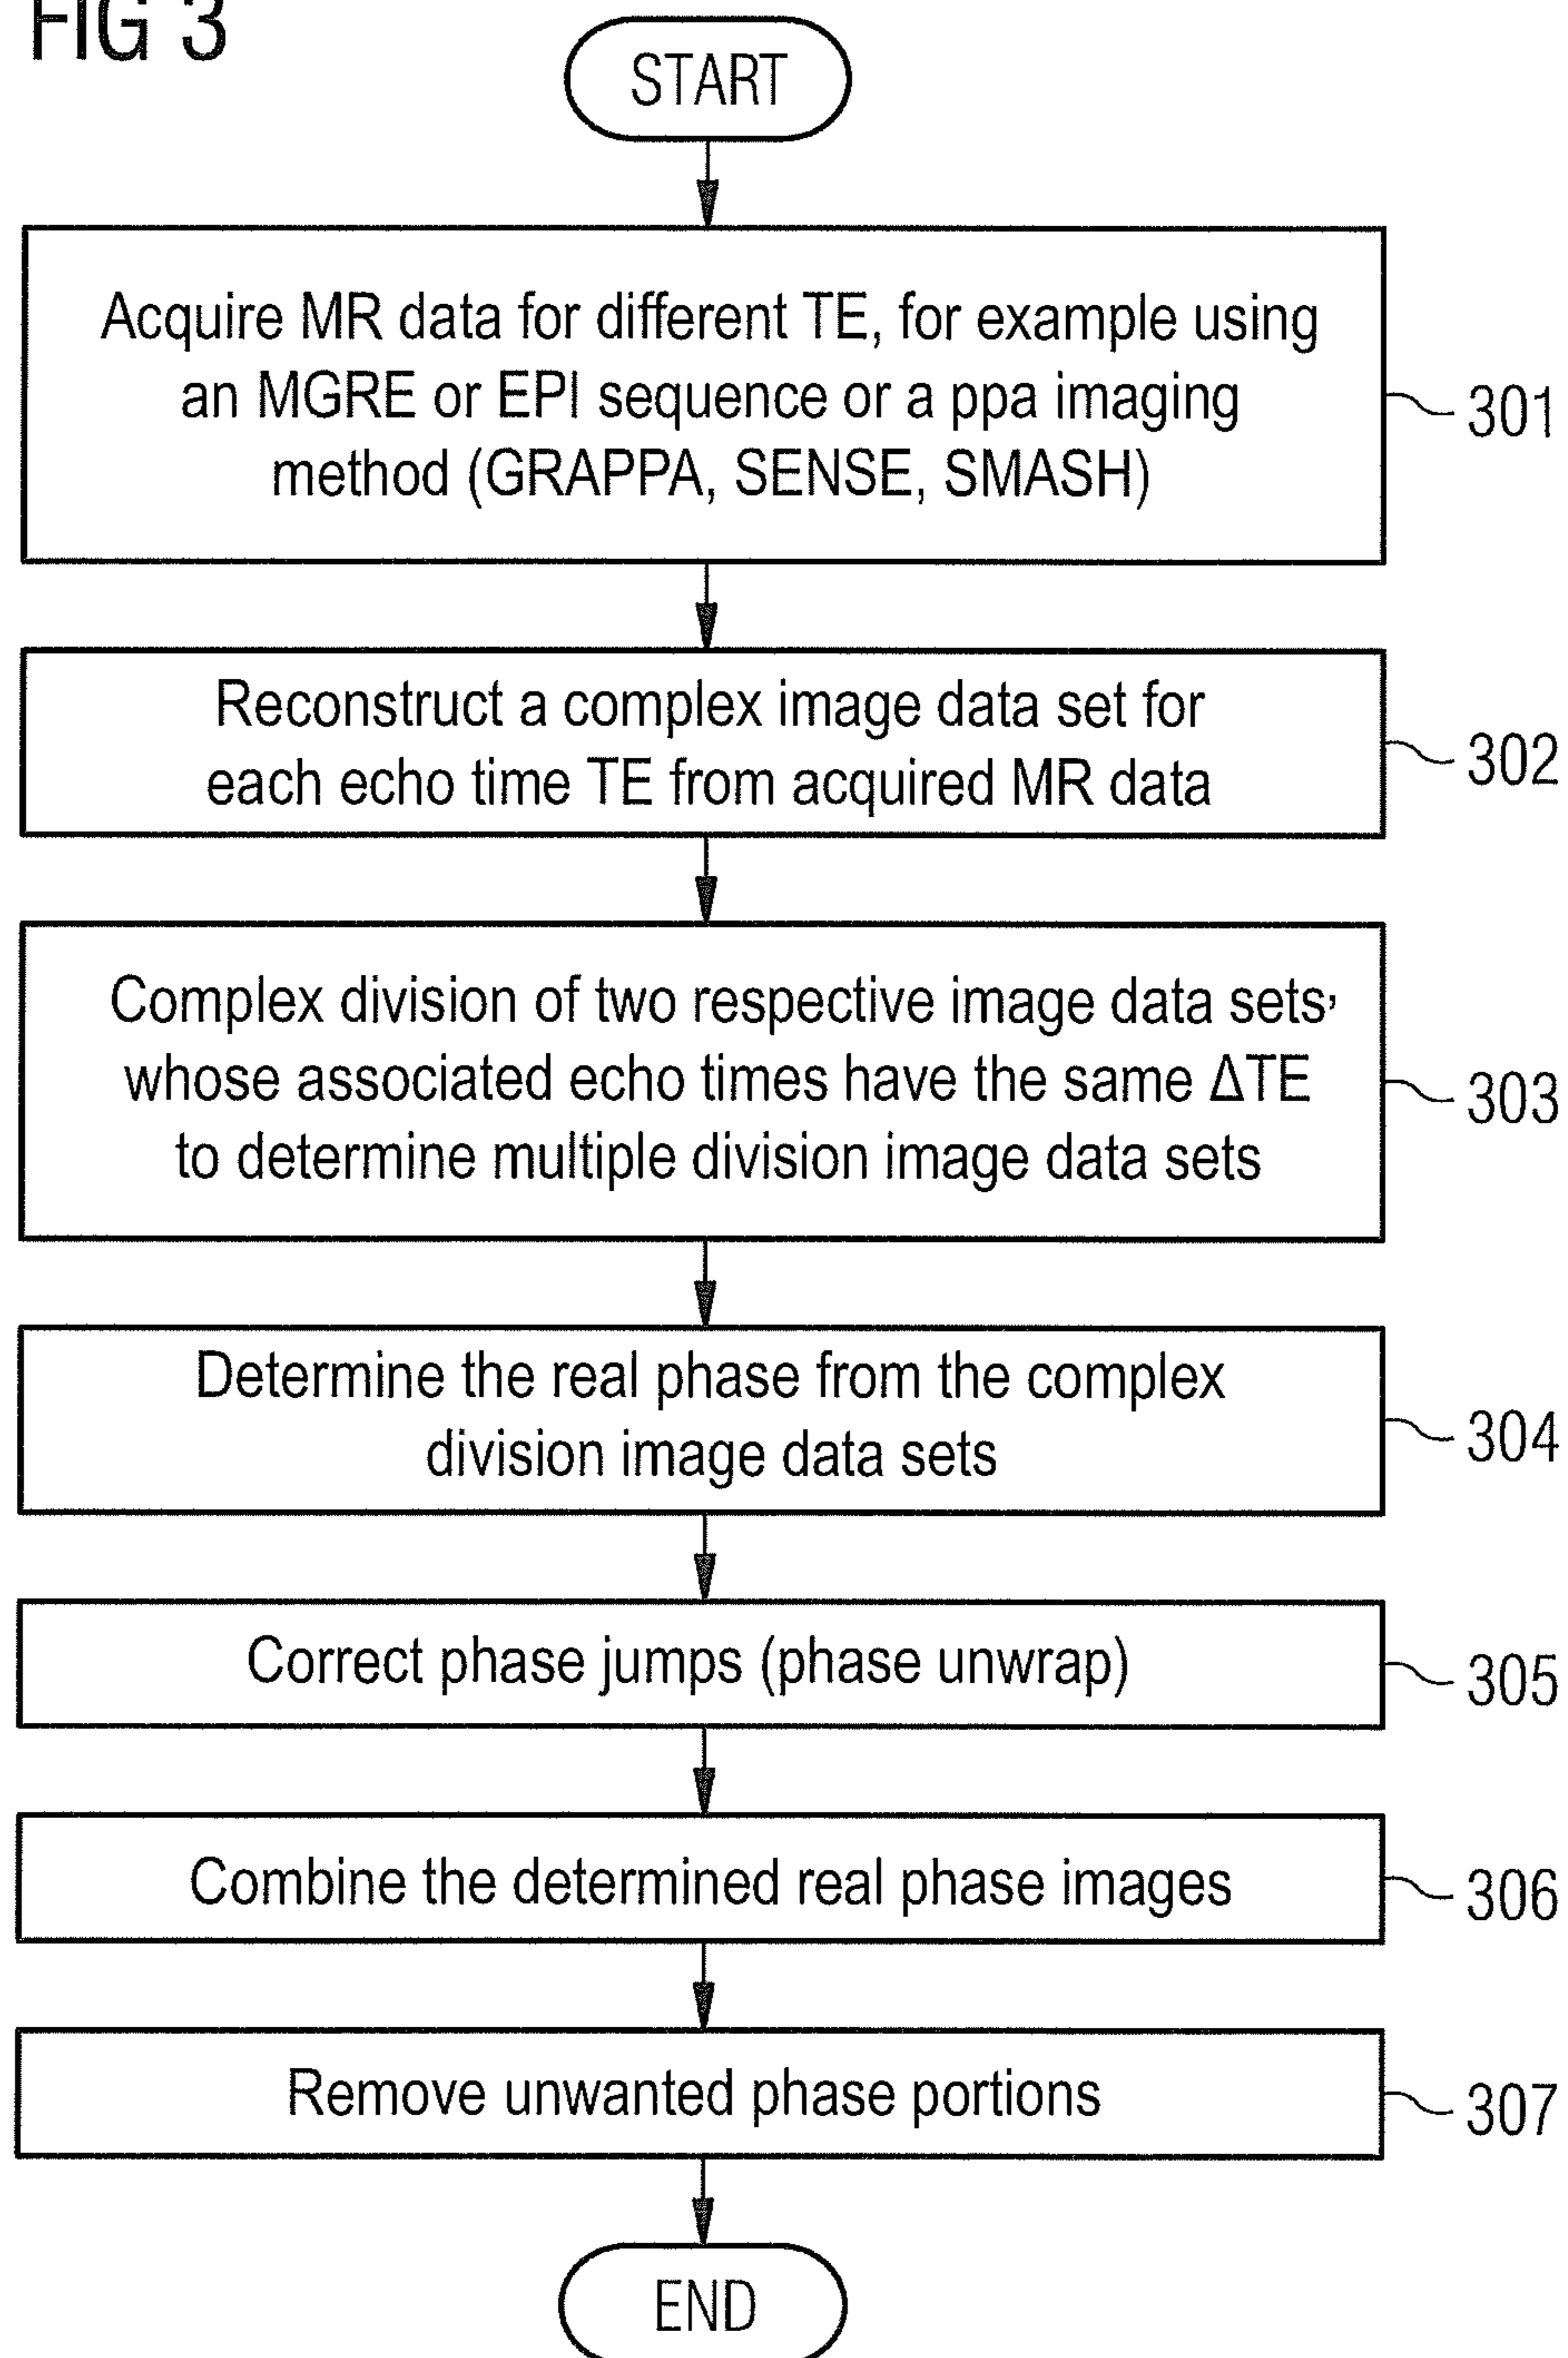 FIG 3
START
Acquire MR data for different TE, for example using
an MGRE or EPI sequence or a ppa imaging
method (GRAPPA, SENSE, SMASH)
301
Reconstruct a complex image data set for
each echo time TE from acquired MR data
302
Complex division of two respective image data sets,
whose associated echo times have the same ΔTE
to determine multiple division image data sets
303
Determine the real phase from the complex
division image data sets
304
Correct phase jumps (phase unwrap)
305
Combine the determined real phase images
306
Remove unwanted phase portions
307
END